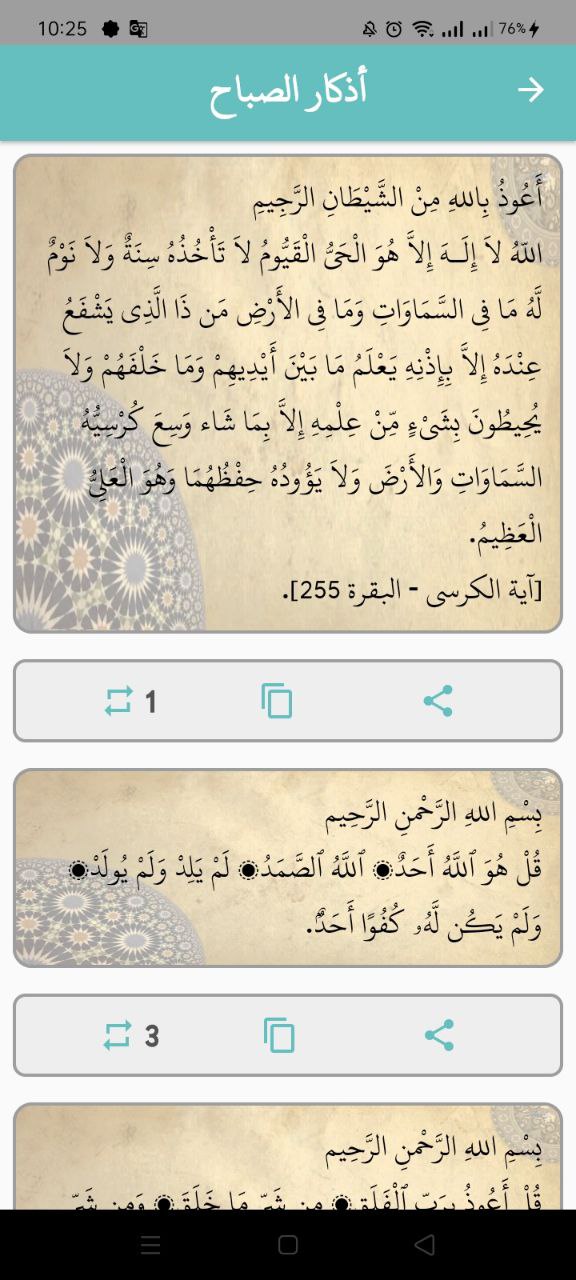 10:25
76%
أذكار الصباح
أَعُوذُ بِاللهِ مِنْ الشَّيْطَانِ الرَّجِيمِ
اللّهُ لاَ إِلَـهَ إِلاَّ هُوَ الْحَيُّ الْقَيُّومُ لاَ تَأْخُذُهُ سِنَةٌ وَلاَ نَوْمٌ
لَّهُ مَا فِي السَّمَاوَاتِ وَمَا فِي الأَرْضِ مَن ذَا الَّذِي يَشْفَعُ
عِنْدَهُ إِلاَّ بِإِذْنِهِ يَعْلَمُ مَا بَيْنَ أَيْدِيهِمْ وَمَا خَلْفَهُمْ وَلاَ
يُحِيطُونَ بِشَيْءٍ مِّنْ عِلْمِهِ إِلاَّ بِمَا شَاء وَسِعَ كُرْسِيُّهُ
السَّمَاوَاتِ وَالأَرْضَ وَلاَ يَؤُودُهُ حِفْظُهُمَا وَهُوَ الْعَلِيُّ
الْعَظِيمُ.
[آية الكرسى - البقرة 255].
1
بِسْمِ اللهِ الرَّحْمنِ الرَّحِيم
قُلْ هُوَ ٱللَّهُ أَحَدٌ۝ ٱللَّهُ ٱلصَّمَدُ۝ لَمْ يَلِدْ وَلَمْ يُولَدْ۝
وَلَمْ يَكُن لَّهُۥ كُفُوًا أَحَدٌۢ.
3
بِسْمِ اللهِ الرَّحْمنِ الرَّحِيم
قُلْ أَعُوذُ بِرَبِّ ٱلْفَلَقِ۝ مِن شَرِّ مَا خَلَقَ۝ وَمِن شَرِّ